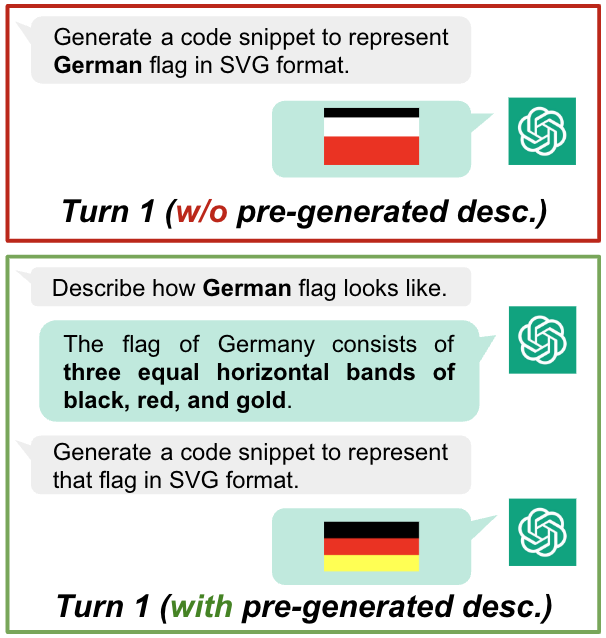 Generate a code snippet to represent
German flag in SVG format.
Turn 1 (w/o pre-generated desc.)
Describe how German flag looks like.
The flag of Germany consists of
three equal horizontal bands of
black, red, and gold.
Generate a code snippet to represent
that flag in SVG format.
Turn 1 (with pre-generated desc.)